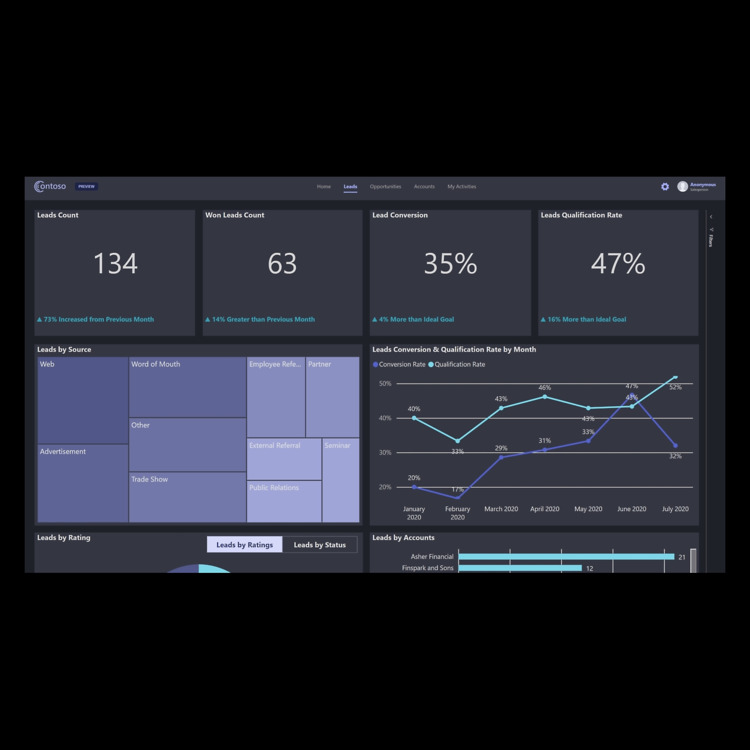 Contoso PREVIEW Home Leads Opportunities Accounts My Activities Anonymous
Leads Count
134
▲ 73% Increased from Previous Month
Won Leads Count
63
▲ 14% Greater than Previous Month
Lead Conversion
35%
▲ 4% More than Ideal Goal
Leads Qualification Rate
47%
▲ 16% More than Ideal Goal
Filters
Leads by Source
Web
Advertisement
Word of Mouth
Other
Trade Show
Employee Refe...
Partner
External Referral
Seminar
Public Relations
Leads Conversion & Qualification Rate by Month
Conversion Rate Qualification Rate
50%
40%
30%
20%
40%
33%
43%
46%
43%
43%
52%
20%
17%
29%
31%
33%
47%
32%
January 2020
February 2020
March 2020
April 2020
May 2020
June 2020
July 2020
Leads by Rating
Leads by Ratings
Leads by Status
Leads by Accounts
Asher Financial 21
Finspark and Sons 12